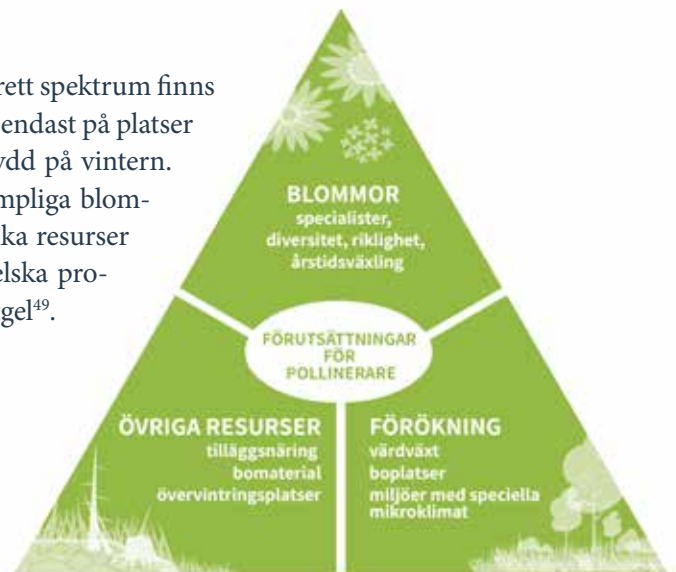 rett spektrum finns
endast på platser
ydd på vintern.
mpliga blom-
ka resurser
elska pro-
gel⁴⁹.
BLOMMOR
specialister,
diversitet, riklighet,
årstidsväxling
FÖRUTSÄTTNINGAR
FÖR
POLLINERARE
ÖVRIGA RESURSER
tilläggsnäring
bomaterial
övervintringsplatser
FÖRÖKNING
värdväxt
boplatser
miljöer med speciella
mikroklimat